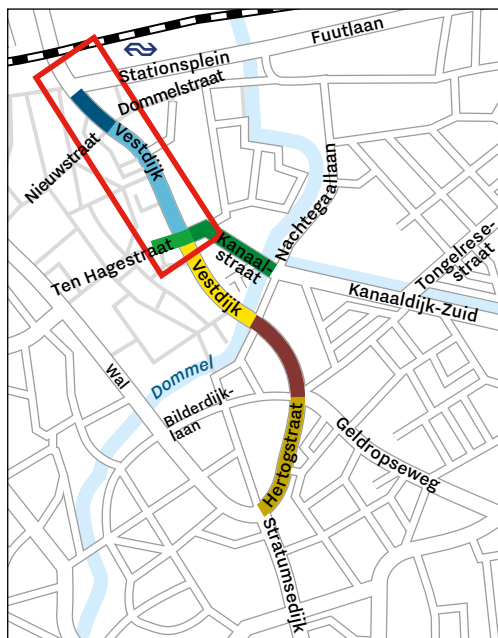 Fuutlaan
Stationsplein
Dommelstraat
Nieuwstraat
Vestdijk
Nachtegaallaan
Ten Hagestraat
Kanaal-
straat
Tongelrese-
straat
Vestdijk
Kanaaldijk-Zuid
Dommel
Wal
Bilderdijk-
laan
Hertogstraat
Geldropseweg
Stratumsedijk